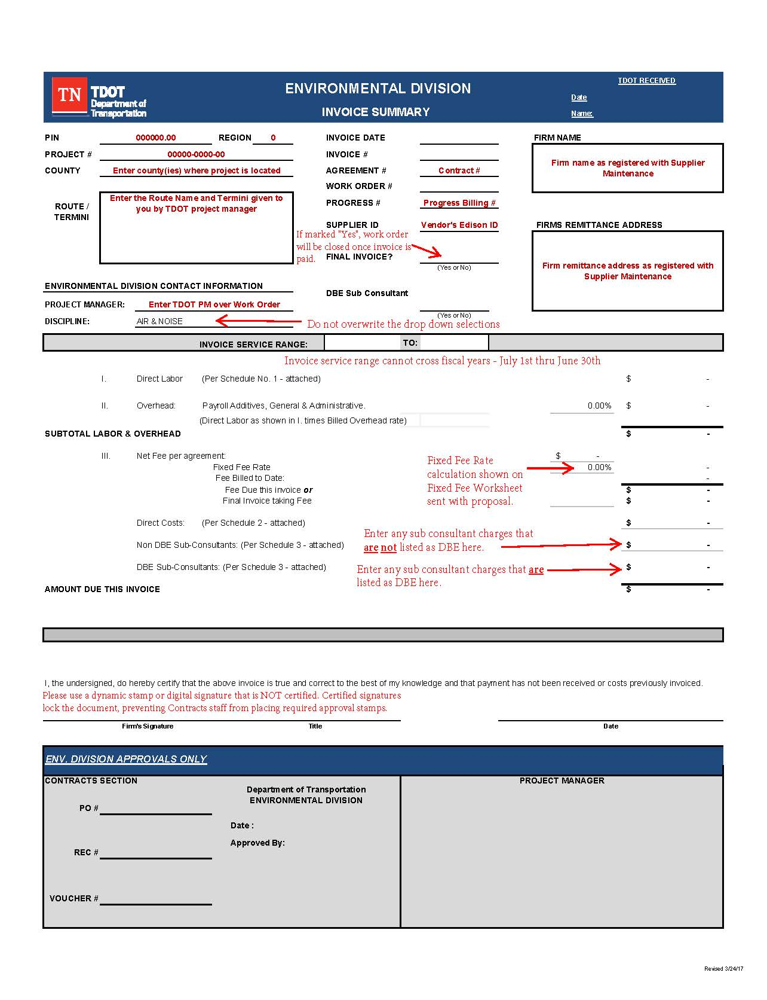 TN TDOT
Department of
Transportation
ENVIRONMENTAL DIVISION
INVOICE SUMMARY
TDOT RECEIVED
Date
Name:
PIN 000000.00 REGION 0 INVOICE DATE FIRM NAME
PROJECT # 00000-0000-00 INVOICE #
Firm name as registered with Supplier
Maintenance
COUNTY Enter county(ies) where project is located AGREEMENT # Contract #
WORK ORDER #
ROUTE /
TERMINI
Enter the Route Name and Termini given to
you by TDOT project manager
PROGRESS # Progress Billing #
SUPPLIER ID Vendor's Edison ID FIRMS REMITTANCE ADDRESS
If marked "Yes", work order
will be closed once invoice is
paid.
FINAL INVOICE?
(Yes or No)
Firm remittance address as registered with
Supplier Maintenance
ENVIRONMENTAL DIVISION CONTACT INFORMATION
DBE Sub Consultant
(Yes or No)
PROJECT MANAGER: Enter TDOT PM over Work Order
DISCIPLINE: AIR & NOISE
Do not overwrite the drop down selections
INVOICE SERVICE RANGE: TO:
Invoice service range cannot cross fiscal years - July 1st thru June 30th
I. Direct Labor (Per Schedule No. 1 - attached) $ -
II. Overhead: Payroll Additives, General & Administrative. 0.00% $ -
(Direct Labor as shown in I. times Billed Overhead rate)
SUBTOTAL LABOR & OVERHEAD $ -
III. Net Fee per agreement: $ -
Fixed Fee Rate 0.00% -
Fee Billed to Date: -
Fee Due this invoice or $ -
Final Invoice taking Fee $ -
Fixed Fee Rate
calculation shown on
Fixed Fee Worksheet
sent with proposal.
Direct Costs: (Per Schedule 2 - attached) $ -
Enter any sub consultant charges that
are not listed as DBE here.
Non DBE Sub-Consultants: (Per Schedule 3 - attached) $ -
DBE Sub-Consultants: (Per Schedule 3 - attached) $ -
Enter any sub consultant charges that are
listed as DBE here.
AMOUNT DUE THIS INVOICE $ -
I, the undersigned, do hereby certify that the above invoice is true and correct to the best of my knowledge and that payment has not been received or costs previously invoiced.
Please use a dynamic stamp or digital signature that is NOT certified. Certified signatures
lock the document, preventing Contracts staff from placing required approval stamps.
Firm's Signature Title Date
ENV. DIVISION APPROVALS ONLY
CONTRACTS SECTION PROJECT MANAGER
Department of Transportation
ENVIRONMENTAL DIVISION
PO #
Date :
Approved By:
REC #
VOUCHER #
Revised 3/24/17